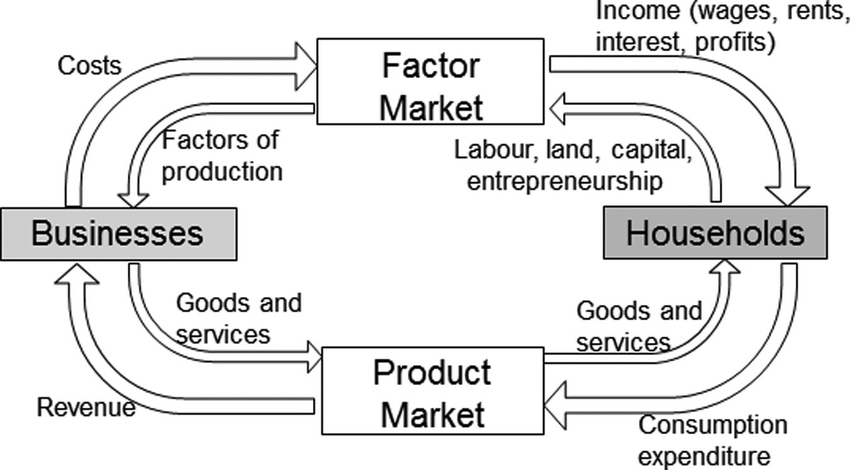 Income (wages, rents,
interest, profits)
Costs
Factor
Market
Factors of
production
Labour, land, capital,
entrepreneurship
Businesses
Households
Goods and
services
Goods and
services
Product
Market
Revenue
Consumption
expenditure